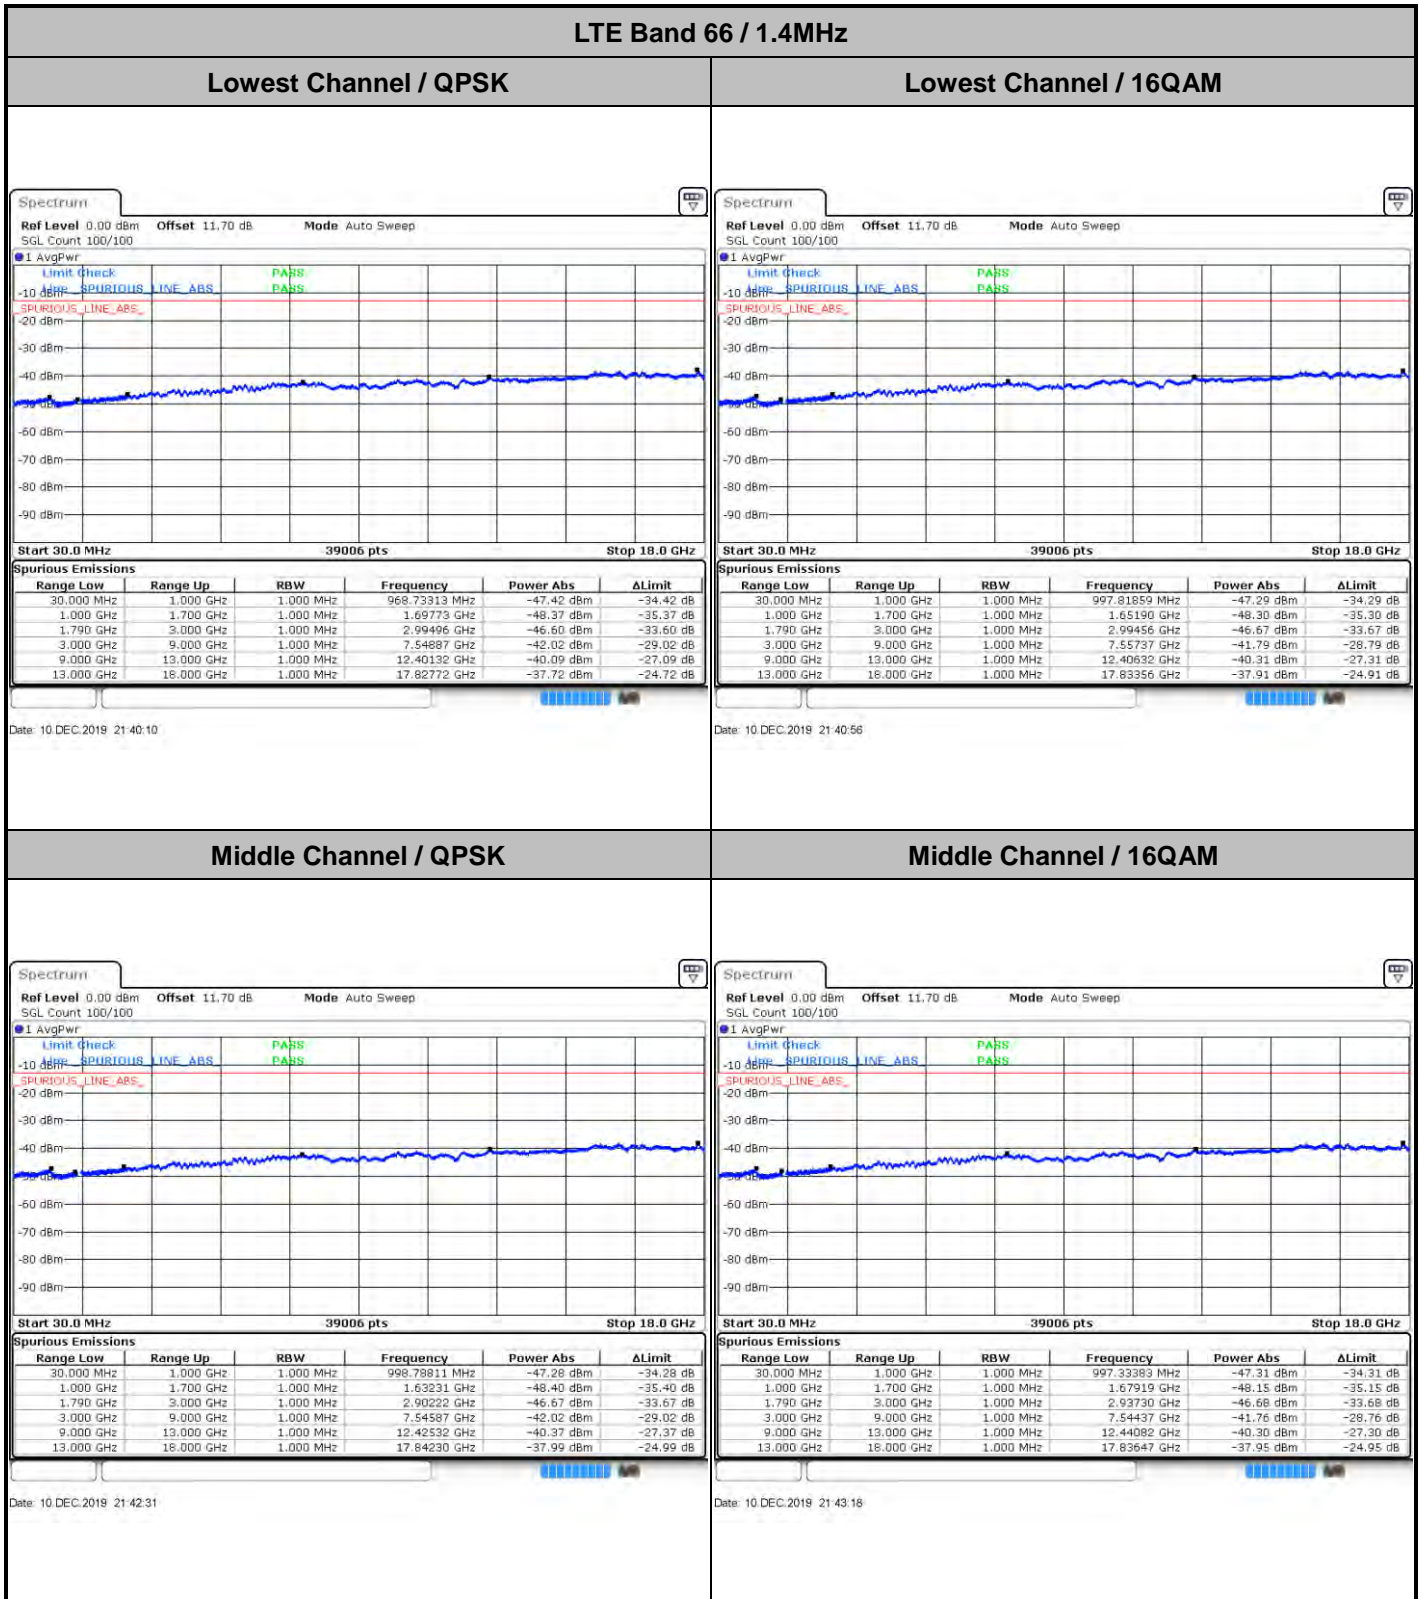 LTE Band 66 / 1.4MHz
Lowest Channel / QPSK
Lowest Channel / 16QAM
Spectrum
Ref Level 0.00 dBm Offset 11.70 dB Mode Auto Sweep
SGL Count 100/100
1 AvgPwr
Limit Check PASS
Line _SPURIOUS_LINE_ABS_ PASS
-10 dBm
_SPURIOUS_LINE_ABS_
-20 dBm
-30 dBm
-40 dBm
-50 dBm
-60 dBm
-70 dBm
-80 dBm
-90 dBm
Start 30.0 MHz 39006 pts Stop 18.0 GHz
Spurious Emissions
Range Low Range Up RBW Frequency Power Abs ΔLimit
30.000 MHz 1.000 GHz 1.000 MHz 968.73313 MHz -47.42 dBm -34.42 dB
1.000 GHz 1.700 GHz 1.000 MHz 1.69773 GHz -48.37 dBm -35.37 dB
1.790 GHz 3.000 GHz 1.000 MHz 2.99496 GHz -46.60 dBm -33.60 dB
3.000 GHz 9.000 GHz 1.000 MHz 7.54887 GHz -42.02 dBm -29.02 dB
9.000 GHz 13.000 GHz 1.000 MHz 12.40132 GHz -40.09 dBm -27.09 dB
13.000 GHz 18.000 GHz 1.000 MHz 17.82772 GHz -37.72 dBm -24.72 dB
Date: 10.DEC.2019 21:40:10
Spectrum
Ref Level 0.00 dBm Offset 11.70 dB Mode Auto Sweep
SGL Count 100/100
1 AvgPwr
Limit Check PASS
Line _SPURIOUS_LINE_ABS_ PASS
-10 dBm
_SPURIOUS_LINE_ABS_
-20 dBm
-30 dBm
-40 dBm
-50 dBm
-60 dBm
-70 dBm
-80 dBm
-90 dBm
Start 30.0 MHz 39006 pts Stop 18.0 GHz
Spurious Emissions
Range Low Range Up RBW Frequency Power Abs ΔLimit
30.000 MHz 1.000 GHz 1.000 MHz 997.81859 MHz -47.29 dBm -34.29 dB
1.000 GHz 1.700 GHz 1.000 MHz 1.65190 GHz -48.30 dBm -35.30 dB
1.790 GHz 3.000 GHz 1.000 MHz 2.99456 GHz -46.67 dBm -33.67 dB
3.000 GHz 9.000 GHz 1.000 MHz 7.55737 GHz -41.79 dBm -28.79 dB
9.000 GHz 13.000 GHz 1.000 MHz 12.40632 GHz -40.31 dBm -27.31 dB
13.000 GHz 18.000 GHz 1.000 MHz 17.83356 GHz -37.91 dBm -24.91 dB
Date: 10.DEC.2019 21:40:56
Middle Channel / QPSK
Middle Channel / 16QAM
Spectrum
Ref Level 0.00 dBm Offset 11.70 dB Mode Auto Sweep
SGL Count 100/100
1 AvgPwr
Limit Check PASS
Line _SPURIOUS_LINE_ABS_ PASS
-10 dBm
_SPURIOUS_LINE_ABS_
-20 dBm
-30 dBm
-40 dBm
-50 dBm
-60 dBm
-70 dBm
-80 dBm
-90 dBm
Start 30.0 MHz 39006 pts Stop 18.0 GHz
Spurious Emissions
Range Low Range Up RBW Frequency Power Abs ΔLimit
30.000 MHz 1.000 GHz 1.000 MHz 998.78811 MHz -47.28 dBm -34.28 dB
1.000 GHz 1.700 GHz 1.000 MHz 1.63231 GHz -48.40 dBm -35.40 dB
1.790 GHz 3.000 GHz 1.000 MHz 2.90222 GHz -46.67 dBm -33.67 dB
3.000 GHz 9.000 GHz 1.000 MHz 7.54587 GHz -42.02 dBm -29.02 dB
9.000 GHz 13.000 GHz 1.000 MHz 12.42532 GHz -40.37 dBm -27.37 dB
13.000 GHz 18.000 GHz 1.000 MHz 17.84230 GHz -37.99 dBm -24.99 dB
Date: 10.DEC.2019 21:42:31
Spectrum
Ref Level 0.00 dBm Offset 11.70 dB Mode Auto Sweep
SGL Count 100/100
1 AvgPwr
Limit Check PASS
Line _SPURIOUS_LINE_ABS_ PASS
-10 dBm
_SPURIOUS_LINE_ABS_
-20 dBm
-30 dBm
-40 dBm
-50 dBm
-60 dBm
-70 dBm
-80 dBm
-90 dBm
Start 30.0 MHz 39006 pts Stop 18.0 GHz
Spurious Emissions
Range Low Range Up RBW Frequency Power Abs ΔLimit
30.000 MHz 1.000 GHz 1.000 MHz 997.33383 MHz -47.31 dBm -34.31 dB
1.000 GHz 1.700 GHz 1.000 MHz 1.67919 GHz -48.15 dBm -35.15 dB
1.790 GHz 3.000 GHz 1.000 MHz 2.93730 GHz -46.68 dBm -33.68 dB
3.000 GHz 9.000 GHz 1.000 MHz 7.54437 GHz -41.76 dBm -28.76 dB
9.000 GHz 13.000 GHz 1.000 MHz 12.44082 GHz -40.30 dBm -27.30 dB
13.000 GHz 18.000 GHz 1.000 MHz 17.83647 GHz -37.95 dBm -24.95 dB
Date: 10.DEC.2019 21:43:18